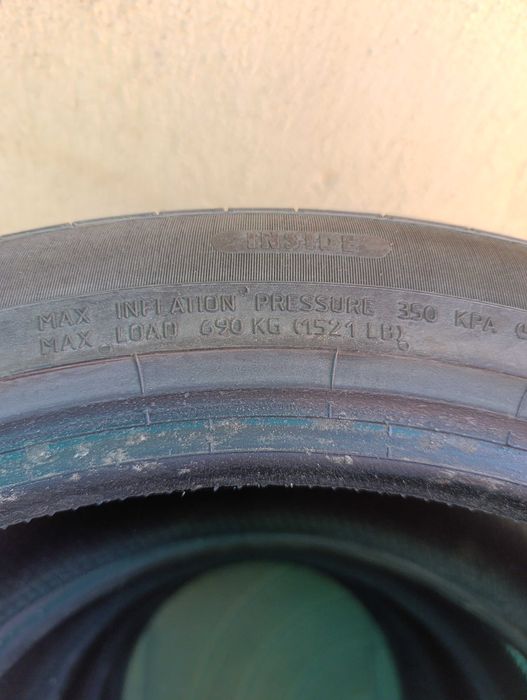 INSIDE
MAX INFLATION PRESSURE 350 KPA (
MAX LOAD 690 KG (1521 LB)